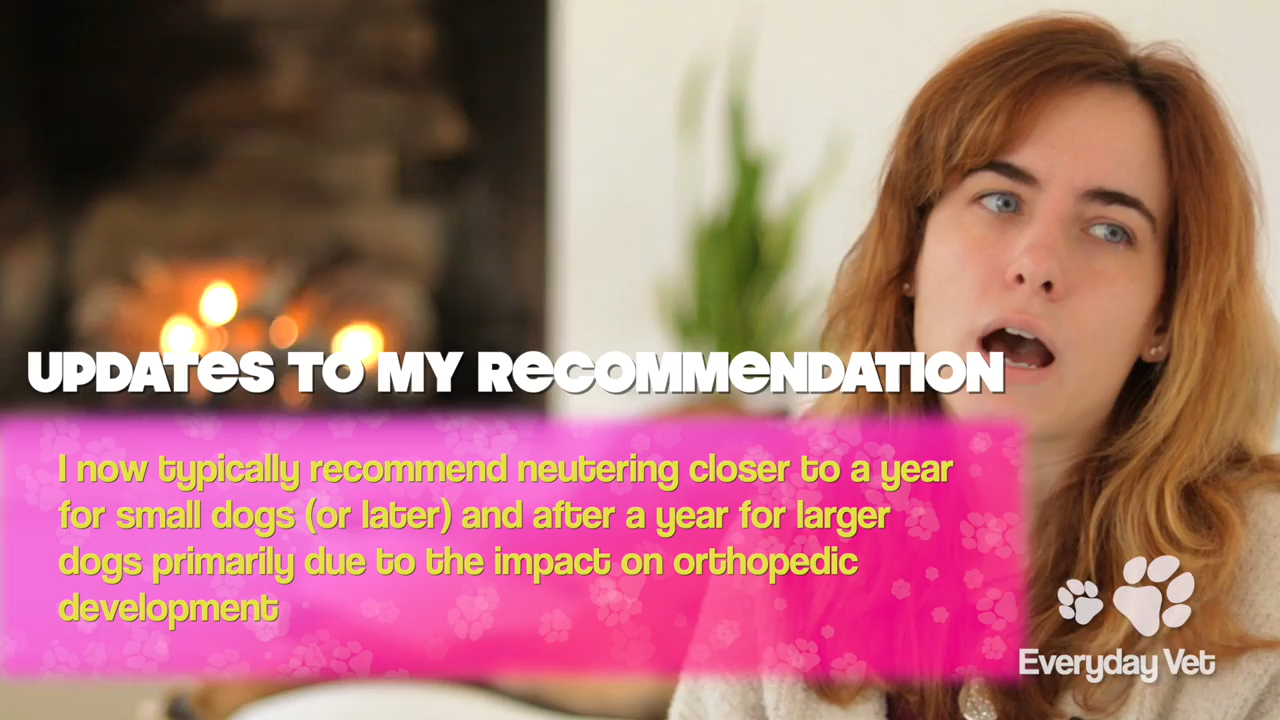 UPDATES TO MY RECOMMENDATION
I now typically recommend neutering closer to a year
for small dogs (or later) and after a year for larger
dogs primarily due to the impact on orthopedic
development
Everyday Vet